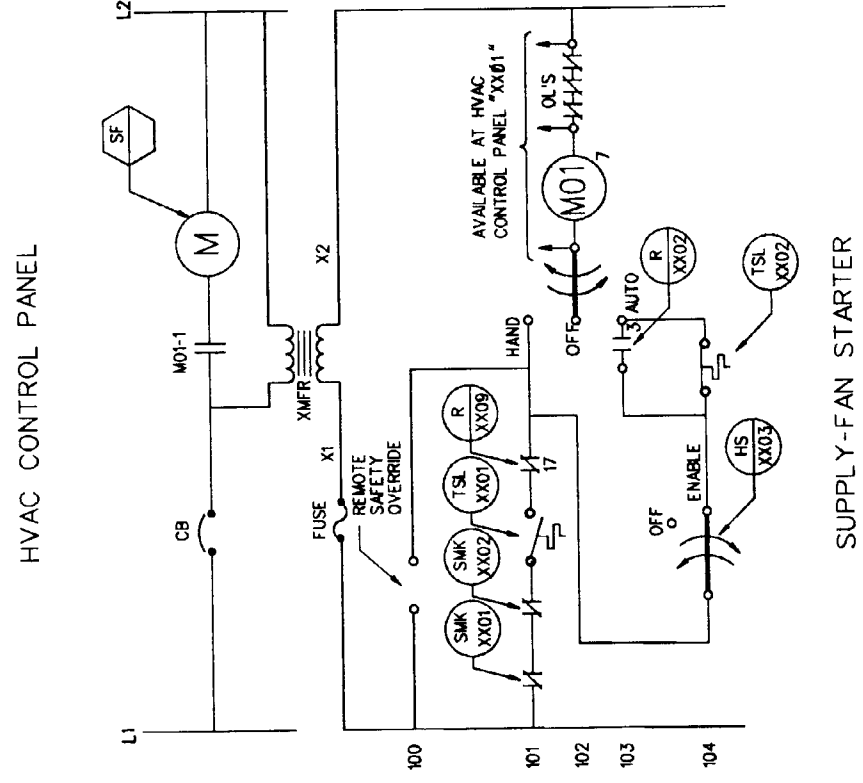 HVAC CONTROL PANEL
L1
L2
SF
CB
M01-1
M
XMFR
FUSE
X1
X2
REMOTE
SAFETY
OVERRIDE
AVAILABLE AT HVAC
CONTROL PANEL "XX01"
100
SMK
XX01
SMK
XX02
TSL
XX01
R
XX09
HAND
OL'S
101
17
102
OFF
M01
7
103
AUTO
3
R
XX02
104
OFF
ENABLE
HS
XX03
TSL
XX02
SUPPLY-FAN STARTER